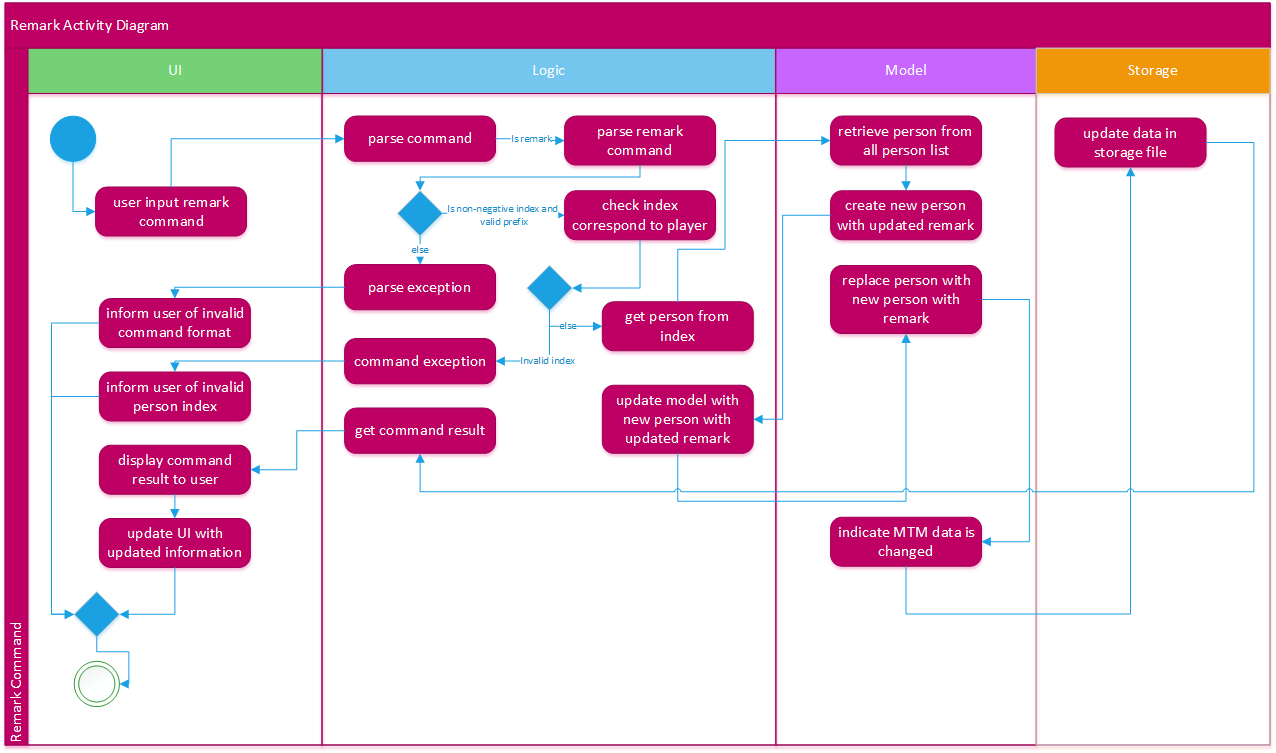 Remark Activity Diagram
UI
Logic
Model
Storage
Remark Command
user input remark
command
parse command
Is remark
parse remark
command
Is non-negative index and
valid prefix
else
check index
correspond to player
parse exception
inform user of invalid
command format
else
get person from
index
Invalid index
command exception
inform user of invalid
person index
retrieve person from
all person list
create new person
with updated remark
update model with
new person with
updated remark
replace person with
new person with
remark
indicate MTM data is
changed
update data in
storage file
get command result
display command
result to user
update UI with
updated information